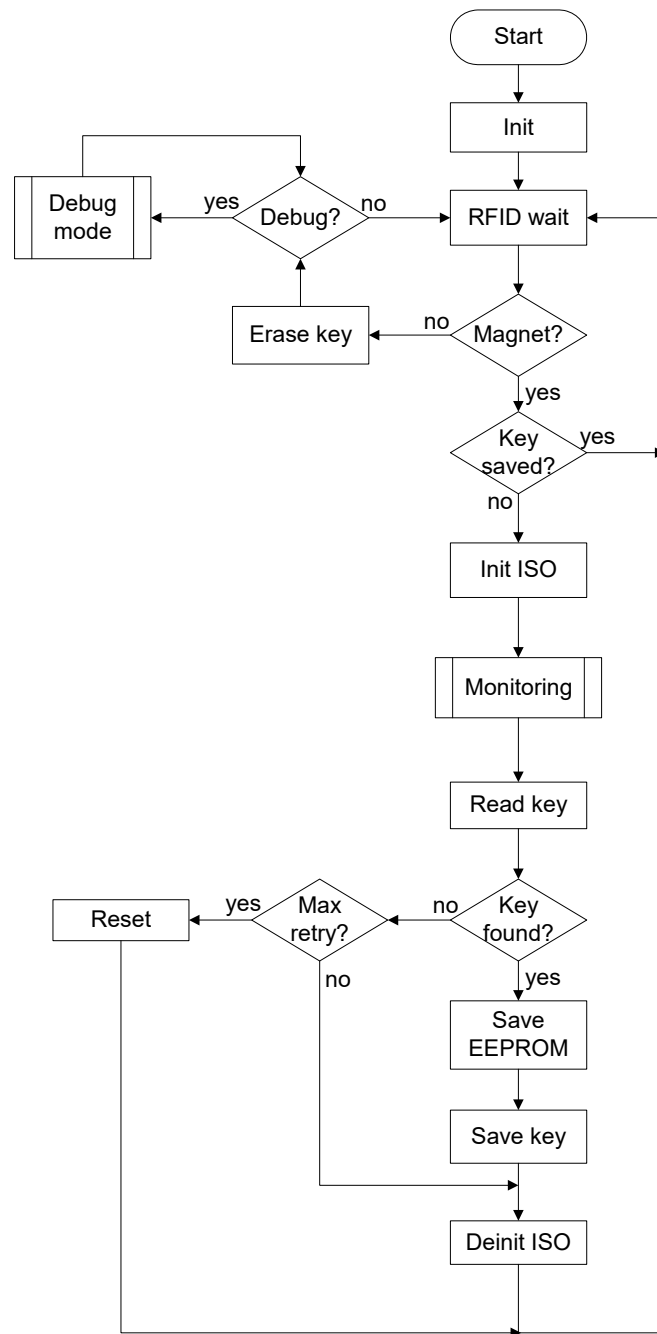 Start
Init
Debug
mode
yes
Debug?
no
RFID wait
Erase key
no
Magnet?
yes
Key
saved?
yes
no
Init ISO
Monitoring
Read key
Reset
yes
Max
retry?
no
Key
found?
no
yes
Save
EEPROM
Save key
Deinit ISO